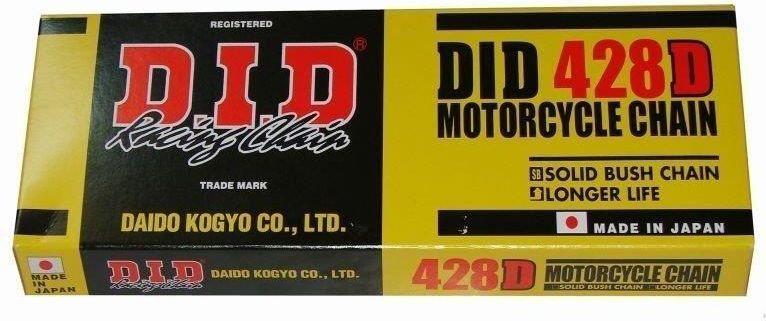 REGISTERED
D.I.D®
Racing Chain
TRADE MARK
DAIDO KOGYO CO., LTD.
DID 428D
MOTORCYCLE CHAIN
SB SOLID BUSH CHAIN
LONGER LIFE
MADE IN JAPAN
MADE IN JAPAN
D.I.D
Racing Chain
DAIDO KOGYO CO., LTD.
428D
MOTORCYCLE CHAIN
SOLID BUSH CHAIN LONGER LIFE